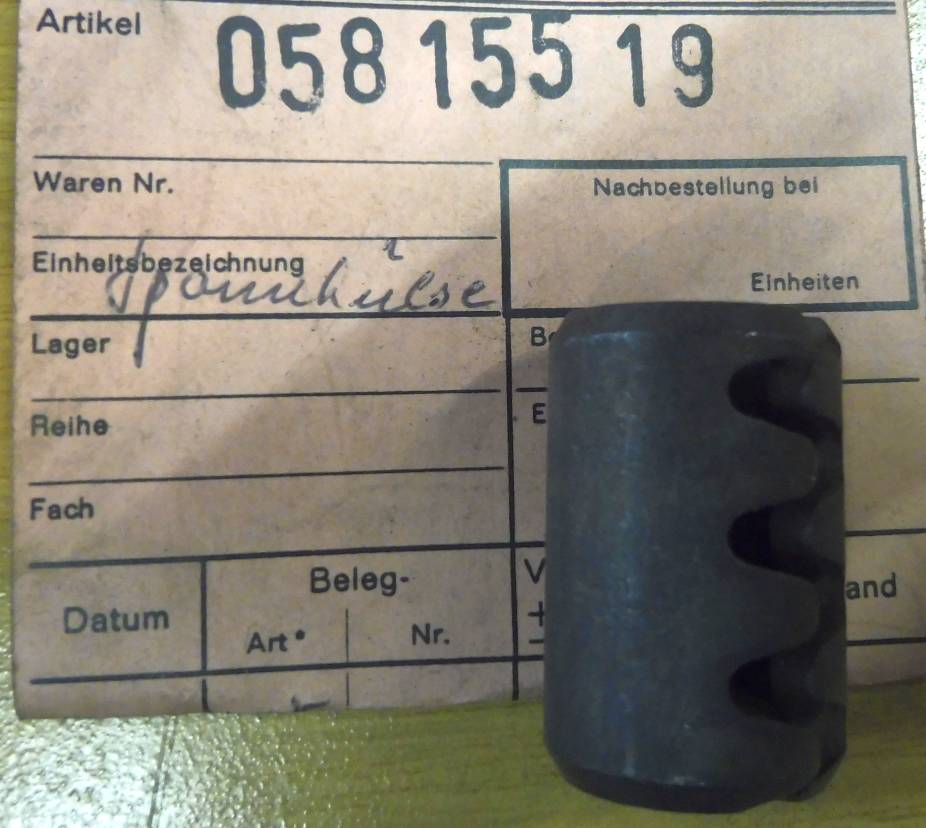 Artikel 058 155 19
Waren Nr.
Nachbestellung bei
Einheitsbezeichnung
Spannhülse
Einheiten
Lager
Reihe
Fach
Datum
Beleg-
Art*
Nr.